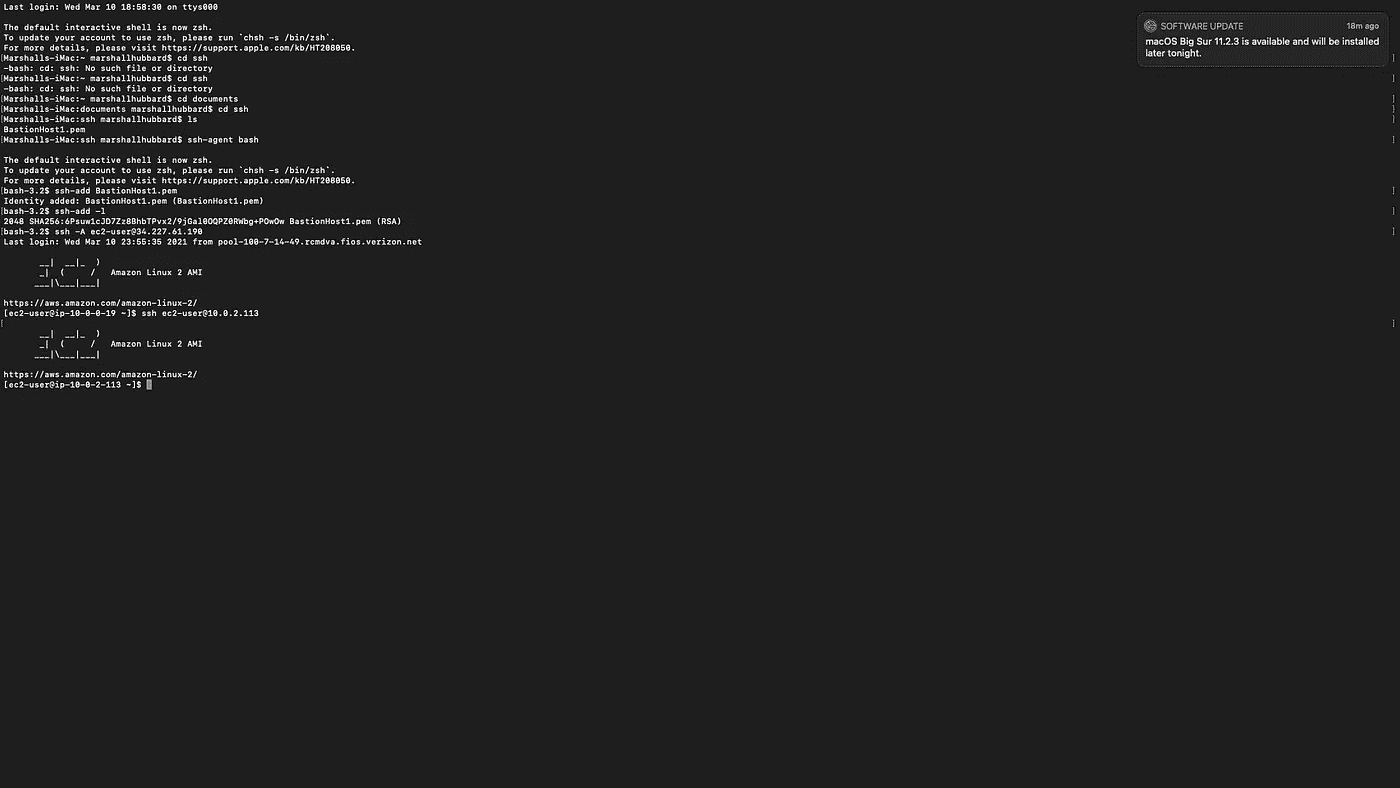 Last login: Wed Mar 10 18:58:30 on ttys000

The default interactive shell is now zsh.
To update your account to use zsh, please run `chsh -s /bin/zsh`.
For more details, please visit https://support.apple.com/kb/HT208050.
[Marshalls-iMac:~ marshallhubbard$ cd ssh ]
-bash: cd: ssh: No such file or directory
[Marshalls-iMac:~ marshallhubbard$ cd ssh ]
-bash: cd: ssh: No such file or directory
[Marshalls-iMac:~ marshallhubbard$ cd documents ]
[Marshalls-iMac:documents marshallhubbard$ cd ssh ]
[Marshalls-iMac:ssh marshallhubbard$ ls ]
BastionHost1.pem
[Marshalls-iMac:ssh marshallhubbard$ ssh-agent bash ]

The default interactive shell is now zsh.
To update your account to use zsh, please run `chsh -s /bin/zsh`.
For more details, please visit https://support.apple.com/kb/HT208050.
[bash-3.2$ ssh-add BastionHost1.pem ]
Identity added: BastionHost1.pem (BastionHost1.pem)
[bash-3.2$ ssh-add -l ]
2048 SHA256:6Psuw1cJD7Zz8BhbTPvx2/9jGal0OQPZ0RWbg+POwOw BastionHost1.pem (RSA)
[bash-3.2$ ssh -A ec2-user@34.227.61.190 ]
Last login: Wed Mar 10 23:55:35 2021 from pool-100-7-14-49.rcmdva.fios.verizon.net

       __|  __|_  )
       _|  (     /   Amazon Linux 2 AMI
      ___|\___|___|

https://aws.amazon.com/amazon-linux-2/
[ec2-user@ip-10-0-0-19 ~]$ ssh ec2-user@10.0.2.113
[ ]
       __|  __|_  )
       _|  (     /   Amazon Linux 2 AMI
      ___|\___|___|

https://aws.amazon.com/amazon-linux-2/
[ec2-user@ip-10-0-2-113 ~]$
SOFTWARE UPDATE 18m ago
macOS Big Sur 11.2.3 is available and will be installed
later tonight.